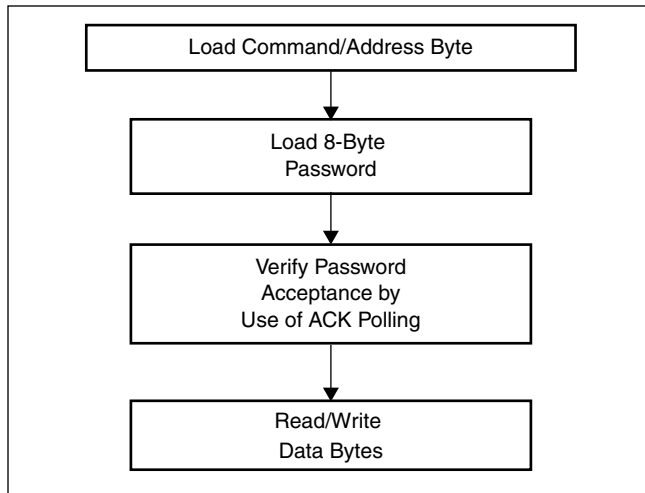 Load Command/Address Byte
Load 8-Byte
Password
Verify Password
Acceptance by
Use of ACK Polling
Read/Write
Data Bytes